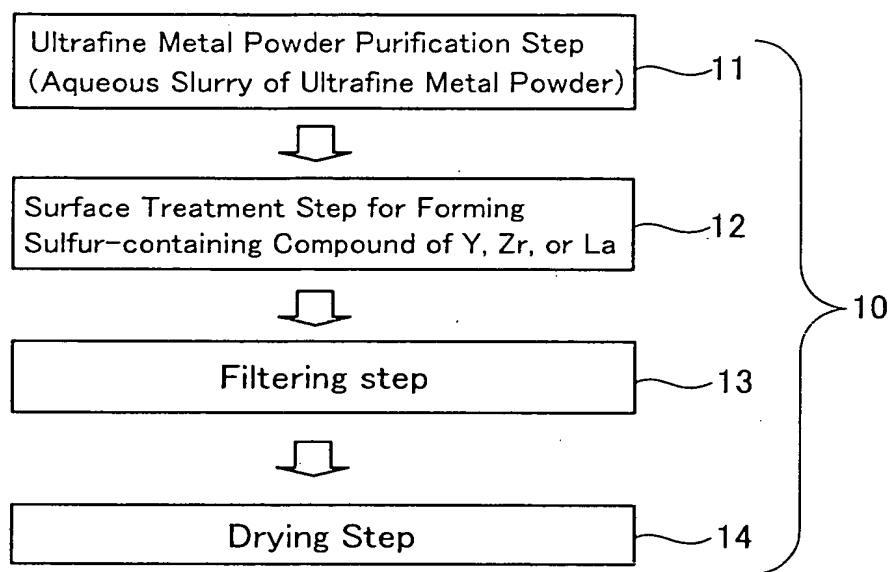 Ultrafine Metal Powder Purification Step
(Aqueous Slurry of Ultrafine Metal Powder)
11
Surface Treatment Step for Forming
Sulfur-containing Compound of Y, Zr, or La
12
10
Filtering step
13
Drying Step
14